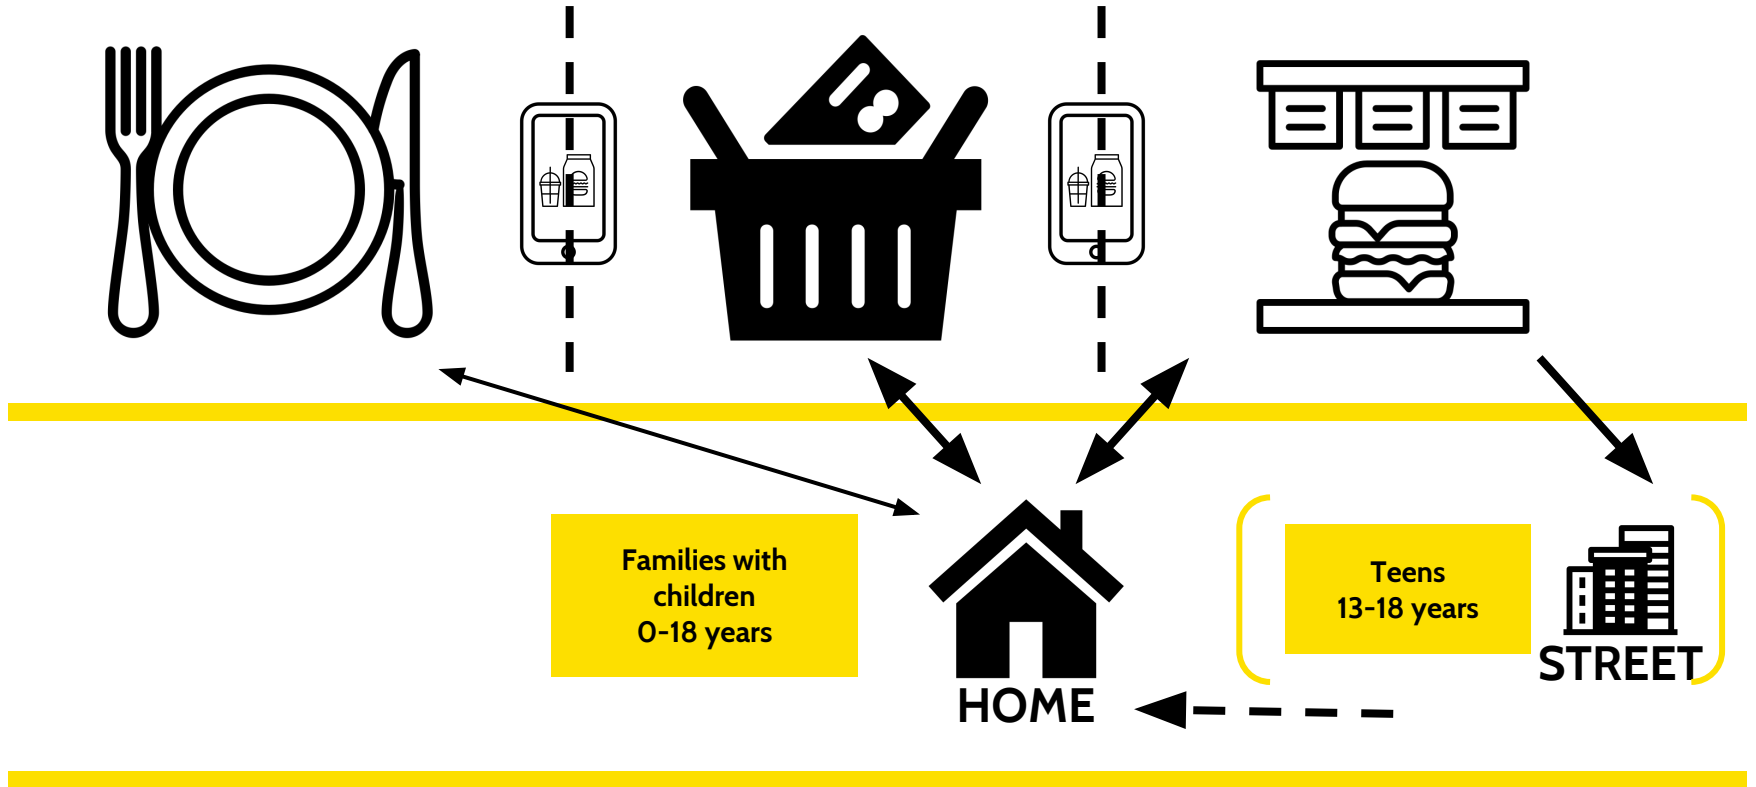 Families with
children
0-18 years
Teens
13-18 years
STREET
HOME